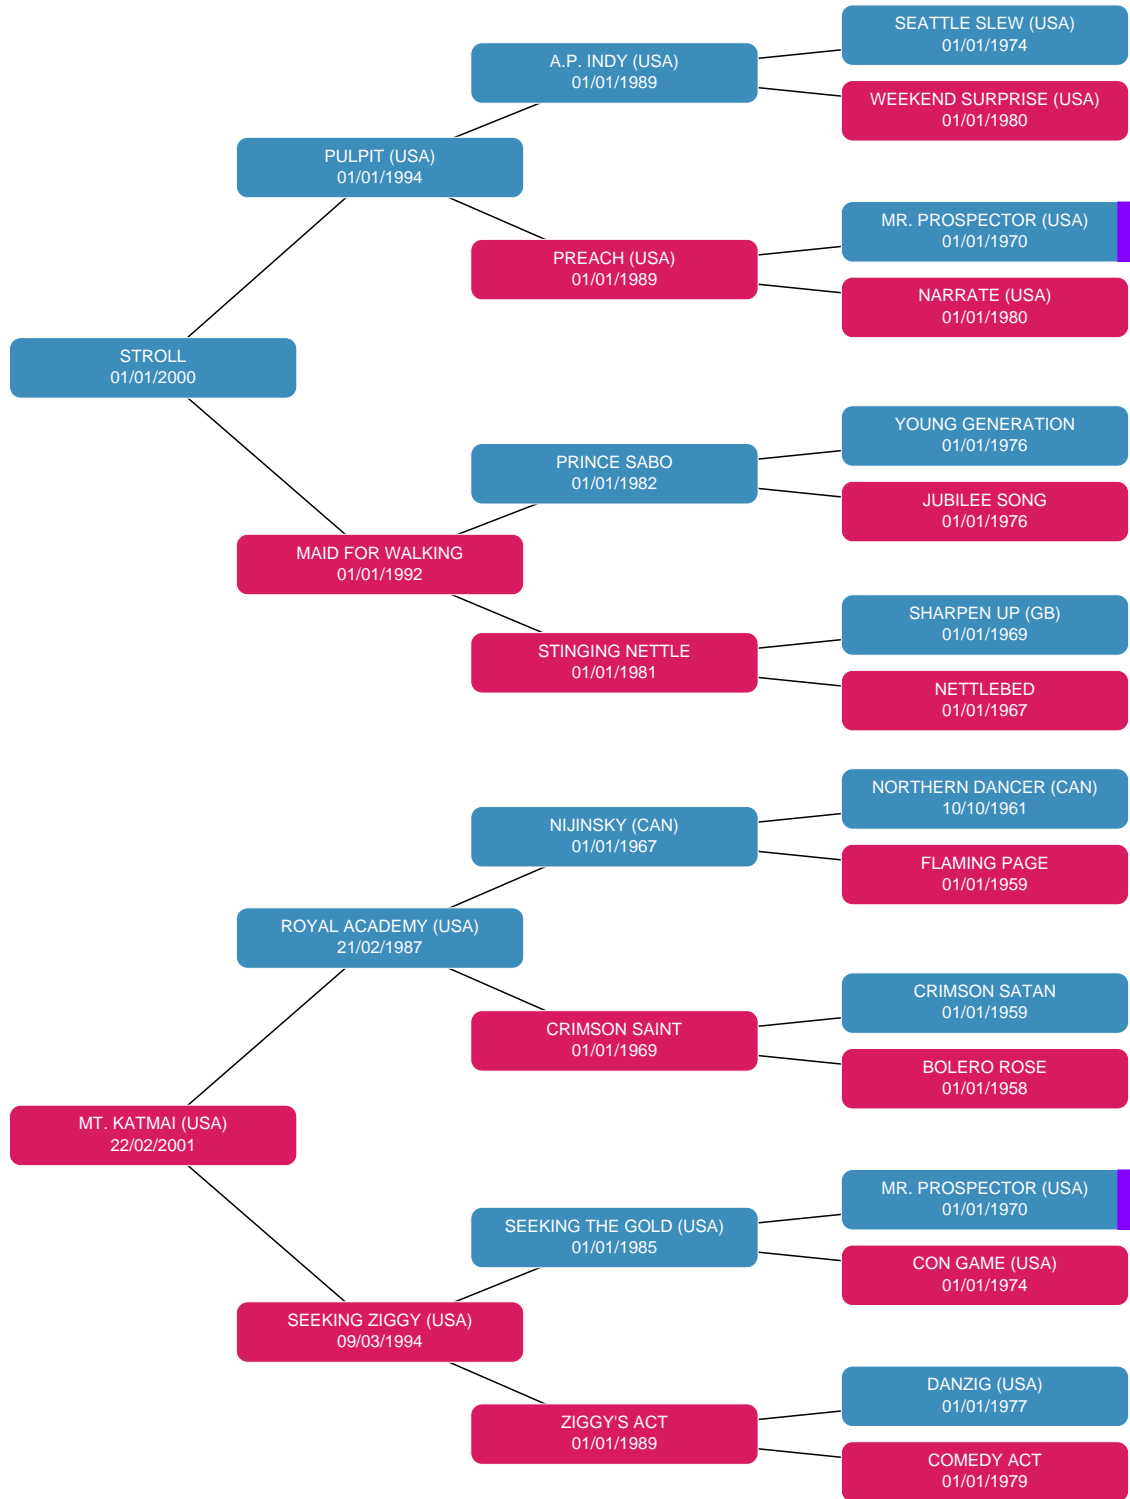 SEATTLE SLEW (USA)
01/01/1974
A.P. INDY (USA)
01/01/1989
WEEKEND SURPRISE (USA)
01/01/1980
PULPIT (USA)
01/01/1994
MR. PROSPECTOR (USA)
01/01/1970
PREACH (USA)
01/01/1989
NARRATE (USA)
01/01/1980
STROLL
01/01/2000
YOUNG GENERATION
01/01/1976
PRINCE SABO
01/01/1982
JUBILEE SONG
01/01/1976
MAID FOR WALKING
01/01/1992
SHARPEN UP (GB)
01/01/1969
STINGING NETTLE
01/01/1981
NETTLEBED
01/01/1967
NORTHERN DANCER (CAN)
10/10/1961
NIJINSKY (CAN)
01/01/1967
FLAMING PAGE
01/01/1959
ROYAL ACADEMY (USA)
21/02/1987
CRIMSON SATAN
01/01/1959
CRIMSON SAINT
01/01/1969
BOLERO ROSE
01/01/1958
MT. KATMAI (USA)
22/02/2001
MR. PROSPECTOR (USA)
01/01/1970
SEEKING THE GOLD (USA)
01/01/1985
CON GAME (USA)
01/01/1974
SEEKING ZIGGY (USA)
09/03/1994
DANZIG (USA)
01/01/1977
ZIGGY'S ACT
01/01/1989
COMEDY ACT
01/01/1979